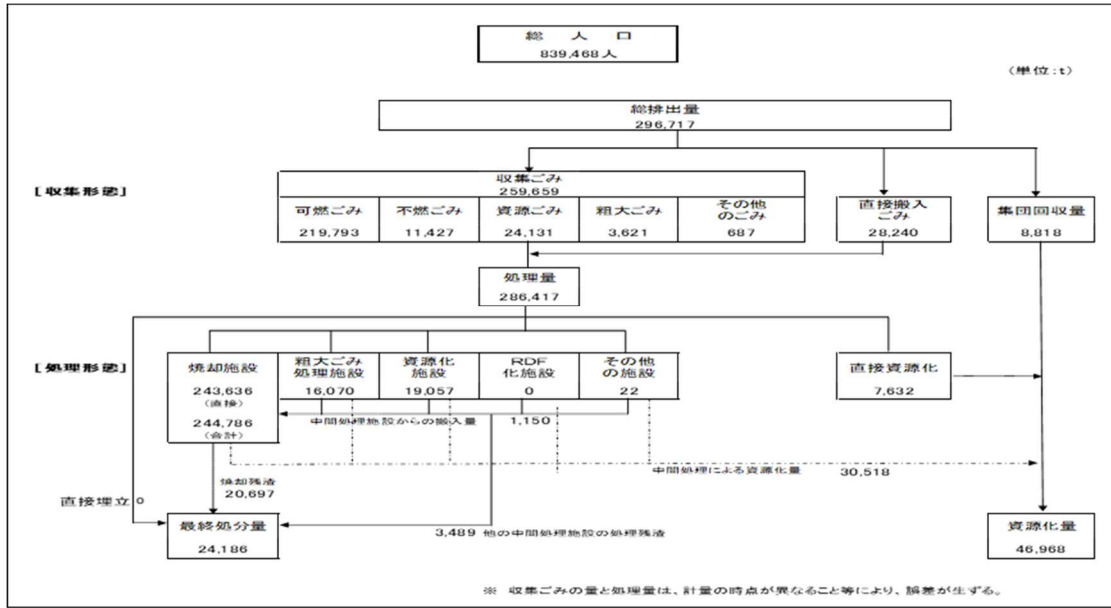 総人口
839,468人
(単位:t)
総排出量
296,717
[収集形態]
収集ごみ
259,659
可燃ごみ 不燃ごみ 資源ごみ 粗大ごみ その他のごみ
219,793 11,427 24,131 3,621 687
直接搬入ごみ
28,240
集団回収量
8,818
処理量
286,417
[処理形態]
焼却施設
243,636
(直接)
244,786
(合計)
粗大ごみ
処理施設
16,070
資源化
施設
19,057
RDF
化施設
0
その他
の施設
22
直接資源化
7,632
中間処理施設からの搬入量 1,150
中間処理による資源化量 30,518
焼却残渣
20,697
直接埋立 0
最終処分量
24,186
3,489 他の中間処理施設の処理残渣
資源化量
46,968
※ 収集ごみの量と処理量は、計量の時点が異なること等により、誤差が生ずる。